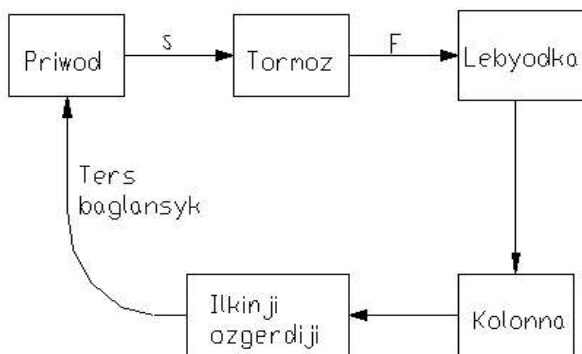 Priwod
S
Tormoz
F
Lebyodka
Ters
baglansyk
Ilkinji
ozgerdiji
Kolonna